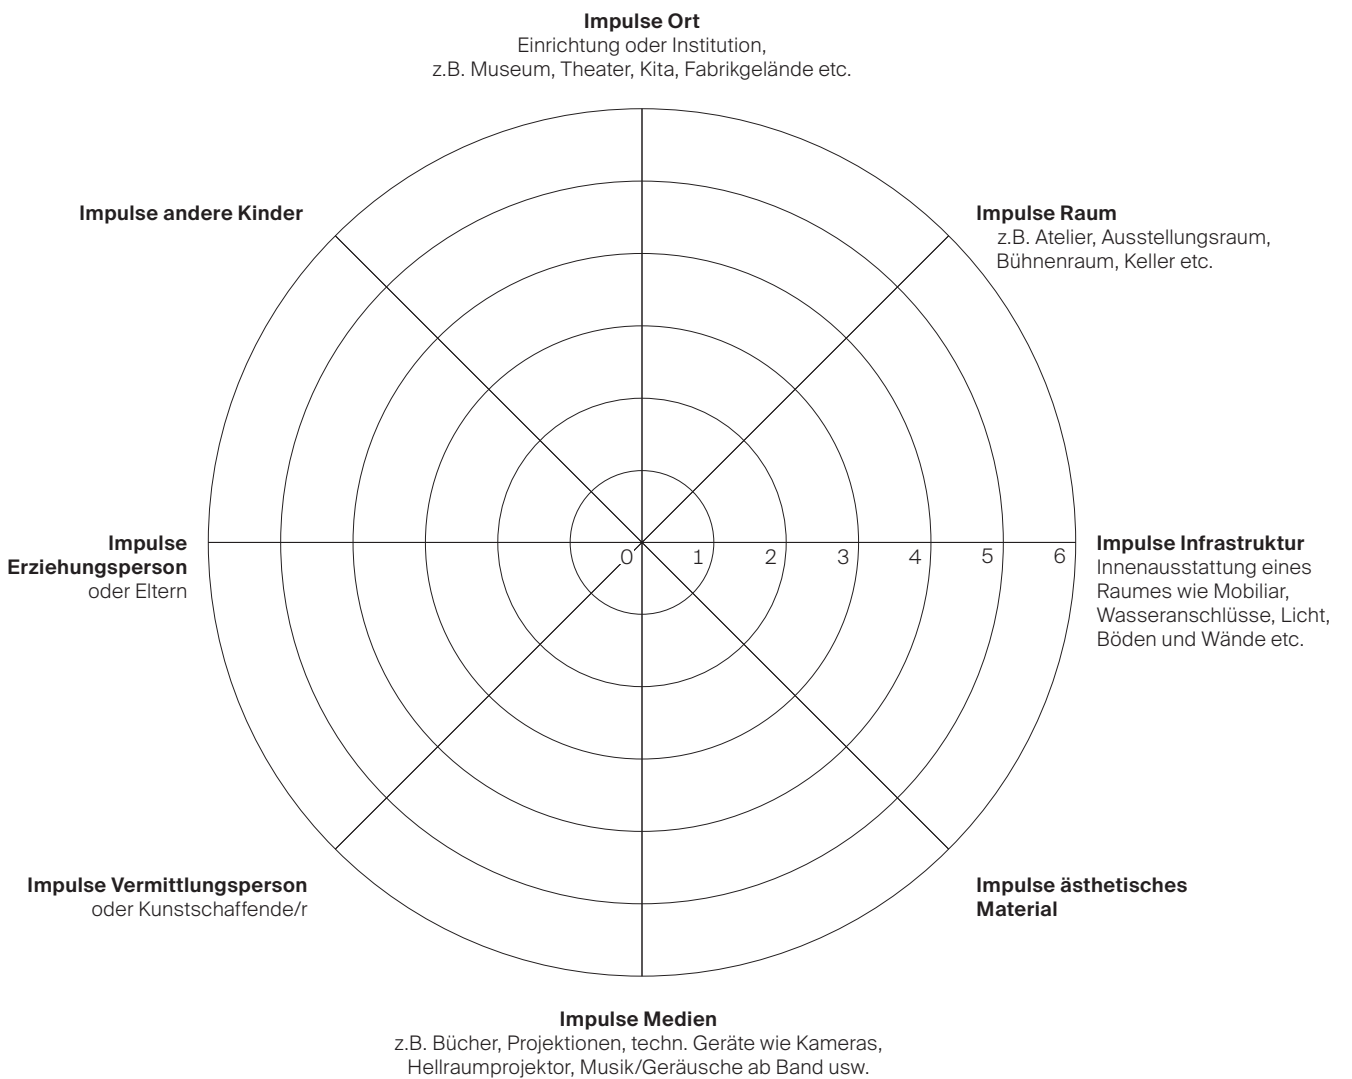 Impulse Ort
Einrichtung oder Institution,
z.B. Museum, Theater, Kita, Fabrikgelände etc.
Impulse andere Kinder
Impulse Raum
z.B. Atelier, Ausstellungsraum,
Bühnenraum, Keller etc.
Impulse
Erziehungsperson
oder Eltern
0 1 2 3 4 5 6
Impulse Infrastruktur
Innenausstattung eines
Raumes wie Mobiliar,
Wasseranschlüsse, Licht,
Böden und Wände etc.
Impulse Vermittlungsperson
oder Kunstschaffende/r
Impulse ästhetisches
Material
Impulse Medien
z.B. Bücher, Projektionen, techn. Geräte wie Kameras,
Hellraumprojektor, Musik/Geräusche ab Band usw.